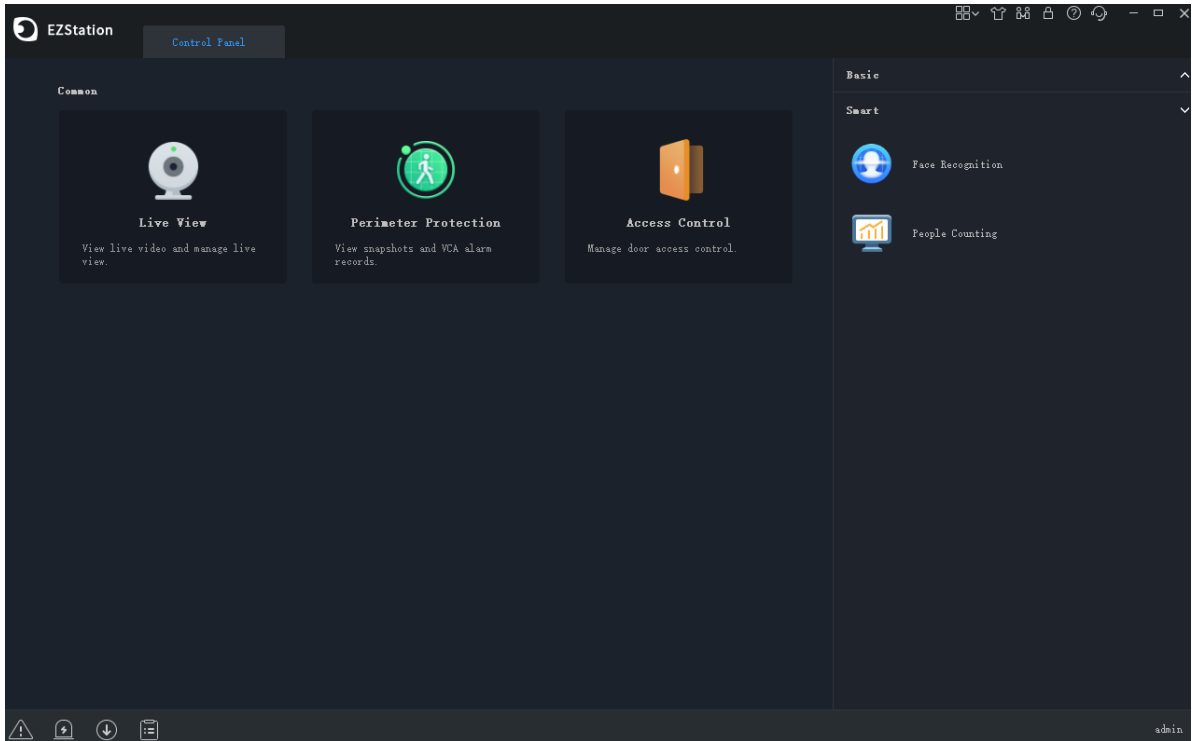 EZStation
Control Panel
Common
Live View
View live video and manage live
view.
Perimeter Protection
View snapshots and VCA alarm
records.
Access Control
Manage door access control.
Basic
Smart
Face Recognition
People Counting
admin